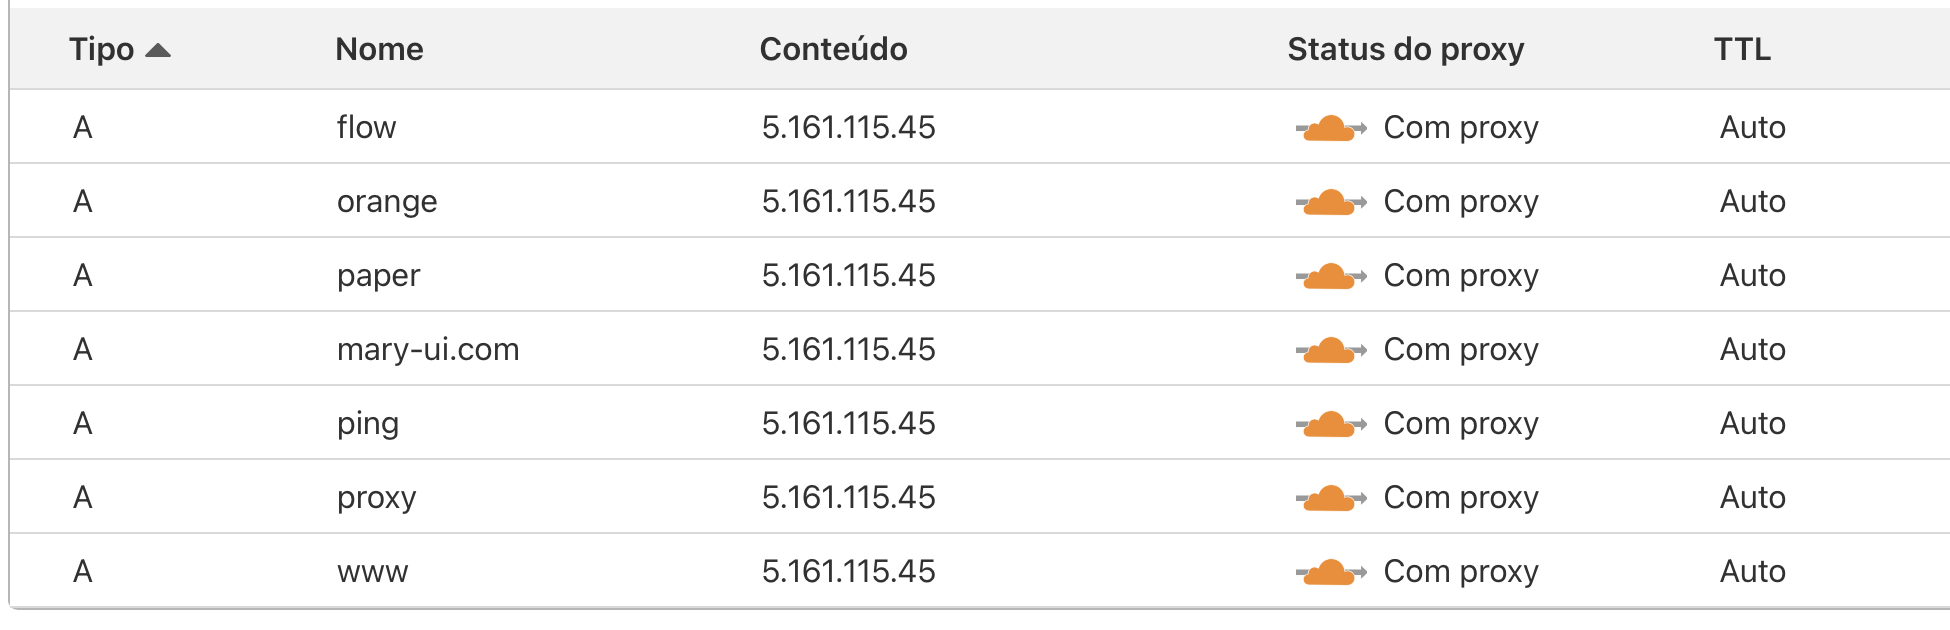 Tipo Nome Conteúdo Status do proxy TTL
A flow 5.161.115.45 Com proxy Auto
A orange 5.161.115.45 Com proxy Auto
A paper 5.161.115.45 Com proxy Auto
A mary-ui.com 5.161.115.45 Com proxy Auto
A ping 5.161.115.45 Com proxy Auto
A proxy 5.161.115.45 Com proxy Auto
A www 5.161.115.45 Com proxy Auto